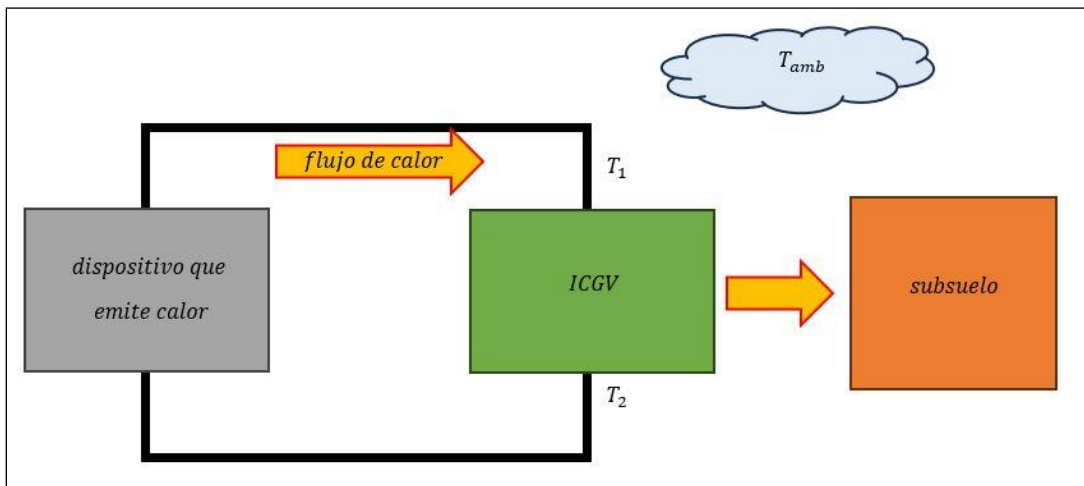 T_amb
flujo de calor
T_1
dispositivo que
emite calor
ICGV
subsuelo
T_2